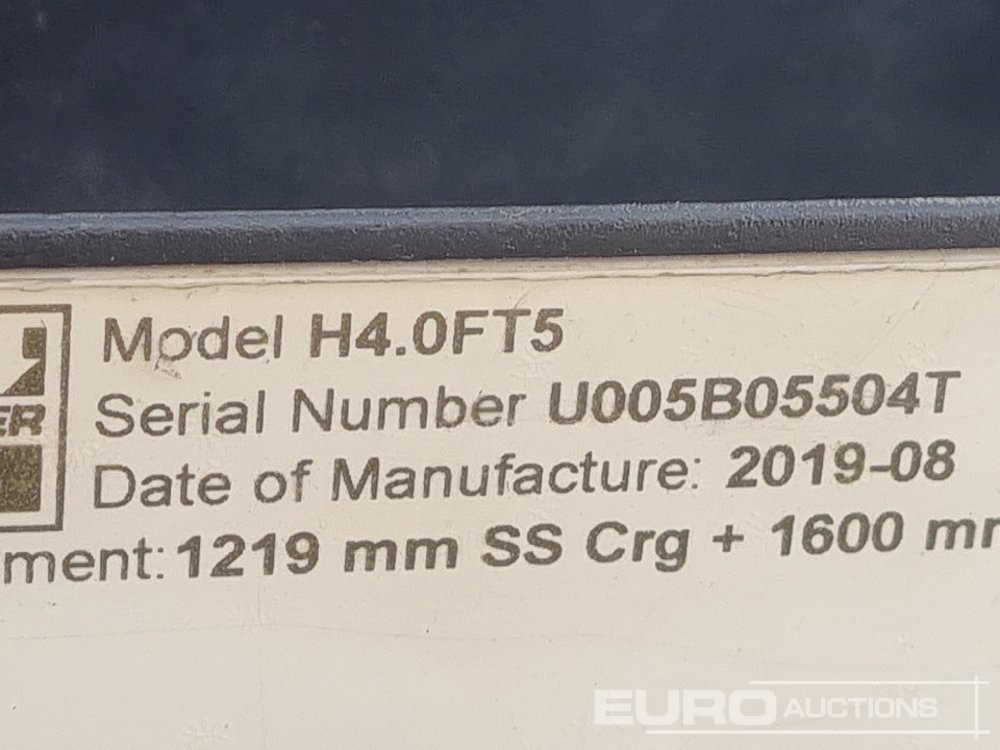 Model H4.0FT5
ER
Serial Number U005B05504T
Date of Manufacture: 2019-08
ment: 1219 mm SS Crg + 1600 mm
EURO AUCTIONS